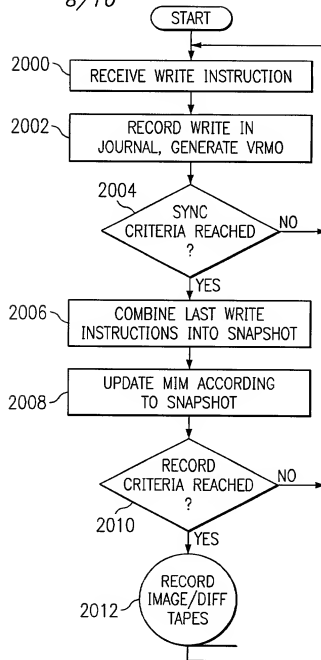 8/10
START
2000
RECEIVE WRITE INSTRUCTION
2002
RECORD WRITE IN
JOURNAL, GENERATE VRMO
2004
SYNC
CRITERIA REACHED
?
NO
YES
2006
COMBINE LAST WRITE
INSTRUCTIONS INTO SNAPSHOT
2008
UPDATE MIM ACCORDING
TO SNAPSHOT
RECORD
CRITERIA REACHED
?
NO
2010
YES
2012
RECORD
IMAGE/DIFF
TAPES